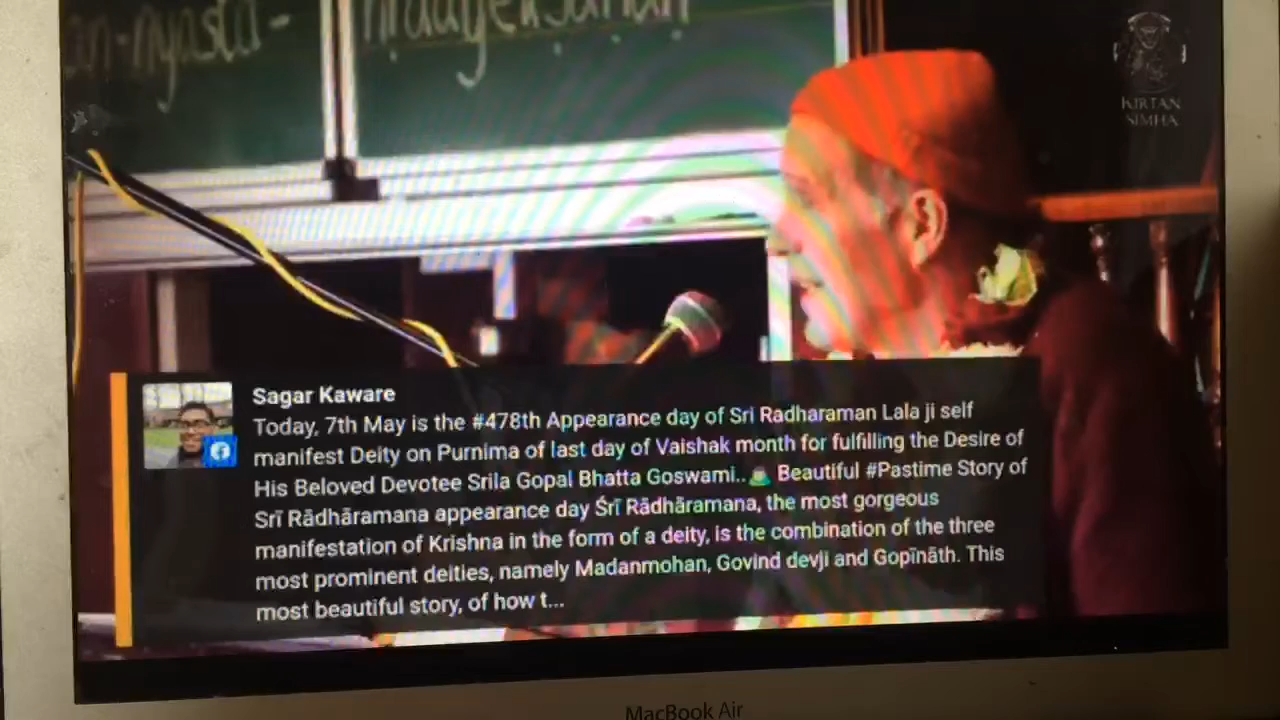 an-nyasta-
KIRTAN
SIMHA
Sagar Kaware
Today, 7th May is the #478th Appearance day of Sri Radharaman Lala ji self
manifest Deity on Purnima of last day of Vaishak month for fulfilling the Desire of
His Beloved Devotee Srila Gopal Bhatta Goswami.. Beautiful #Pastime Story of
Srī Rādhāramana appearance day Śrī Rādhāramana, the most gorgeous
manifestation of Krishna in the form of a deity, is the combination of the three
most prominent deities, namely Madanmohan, Govind devji and Gopīnāth. This
most beautiful story, of how t...
MacBook Air